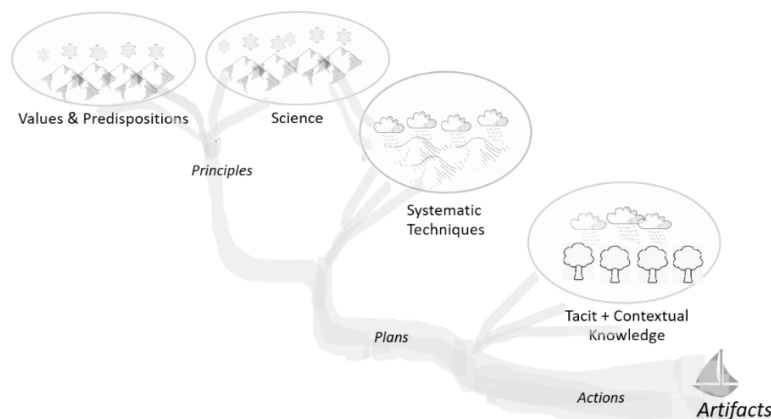 Values & Predispositions
Science
Principles
Systematic
Techniques
Tacit + Contextual
Knowledge
Plans
Actions
Artifacts